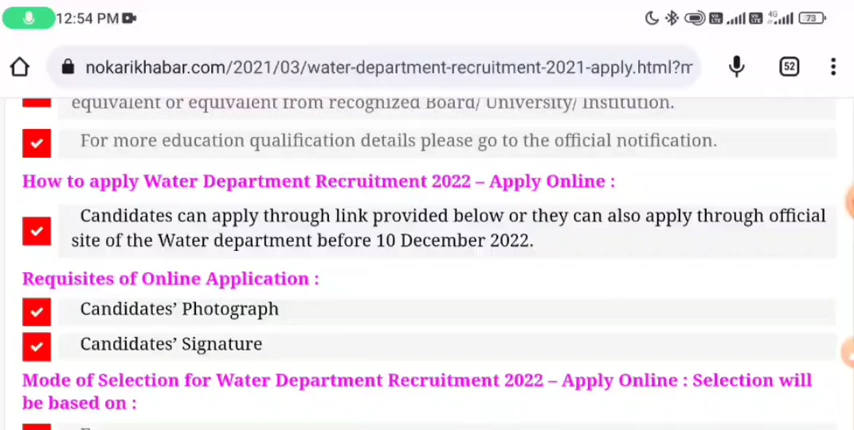 12:54 PM
4G
73
nokarikhabar.com/2021/03/water-department-recruitment-2021-apply.html?m
52
equivalent or equivalent from recognized Board/ University/ Institution.
For more education qualification details please go to the official notification.
How to apply Water Department Recruitment 2022 – Apply Online :
Candidates can apply through link provided below or they can also apply through official
site of the Water department before 10 December 2022.
Requisites of Online Application :
Candidates’ Photograph
Candidates’ Signature
Mode of Selection for Water Department Recruitment 2022 – Apply Online : Selection will
be based on :